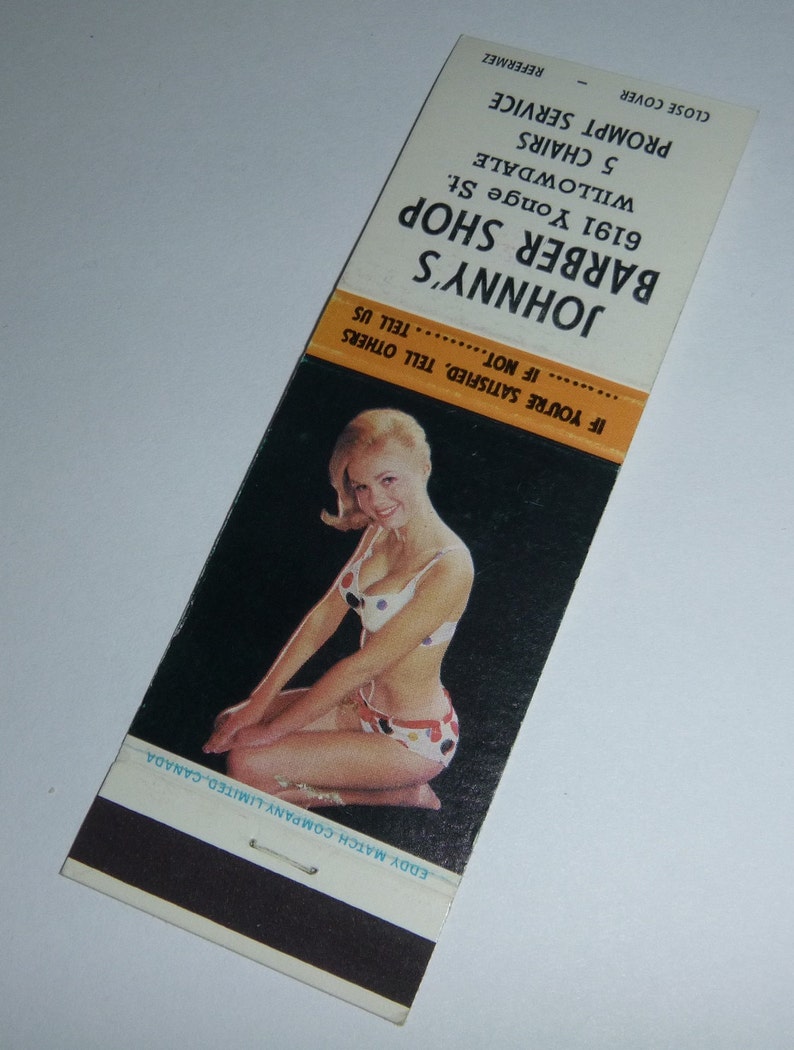 JOHNNY'S
BARBER SHOP
6191 Yonge St.
WILLOWDALE
5 CHAIRS
PROMPT SERVICE
CLOSE COVER - REFERMEZ
IF YOU'RE SATISFIED, TELL OTHERS
........ IF NOT......... TELL US
EDDY MATCH COMPANY LIMITED, CANADA